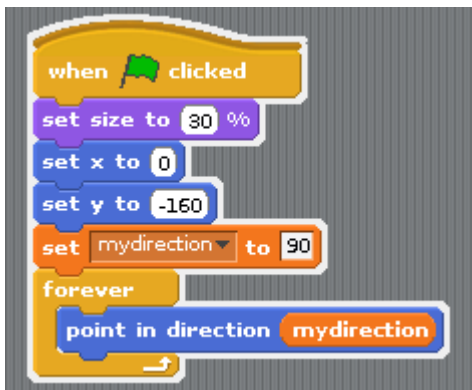 when clicked
set size to 30 %
set x to 0
set y to -160
set mydirection to 90
forever
point in direction mydirection